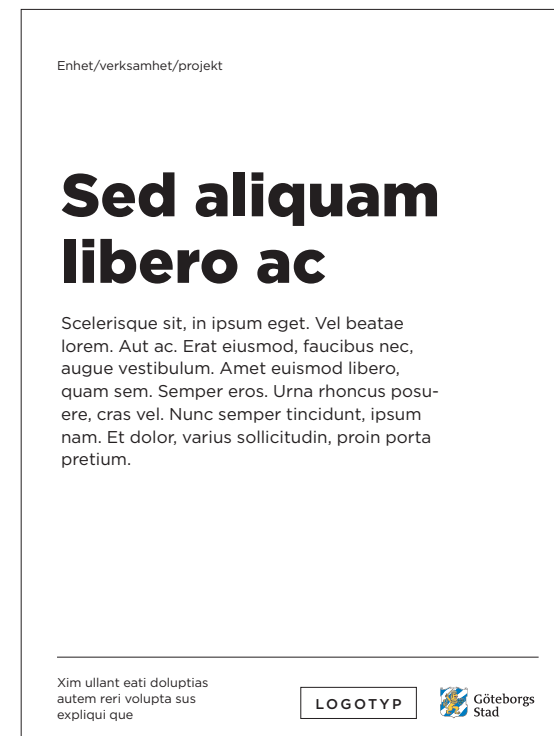 Enhet/verksamhet/projekt
Sed aliquam
libero ac
Scelerisque sit, in ipsum eget. Vel beatae
lorem. Aut ac. Erat eiusmod, faucibus nec,
augue vestibulum. Amet euismod libero,
quam sem. Semper eros. Urna rhoncus posu-
ere, cras vel. Nunc semper tincidunt, ipsum
nam. Et dolor, varius sollicitudin, proin porta
pretium.
Xim ullant eati doluptias
autem reri volupta sus
expliqui que
LOGOTYP
Göteborgs
Stad